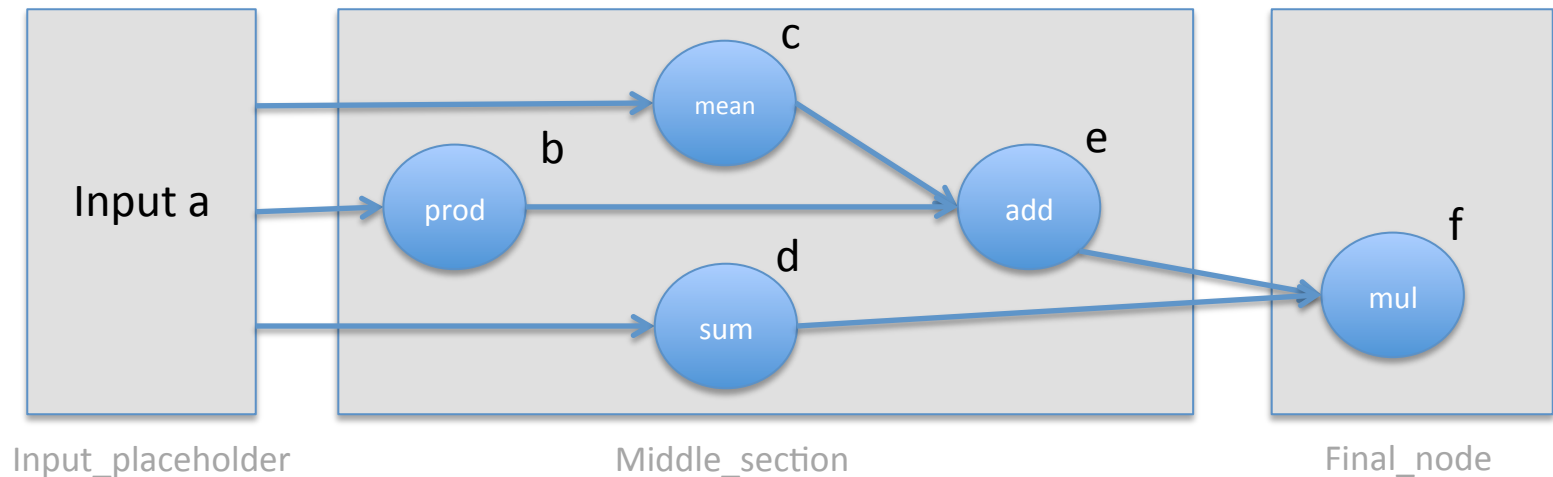 c
mean
b
e
Input a
prod
add
f
d
mul
sum
Input_placeholder
Middle_section
Final_node